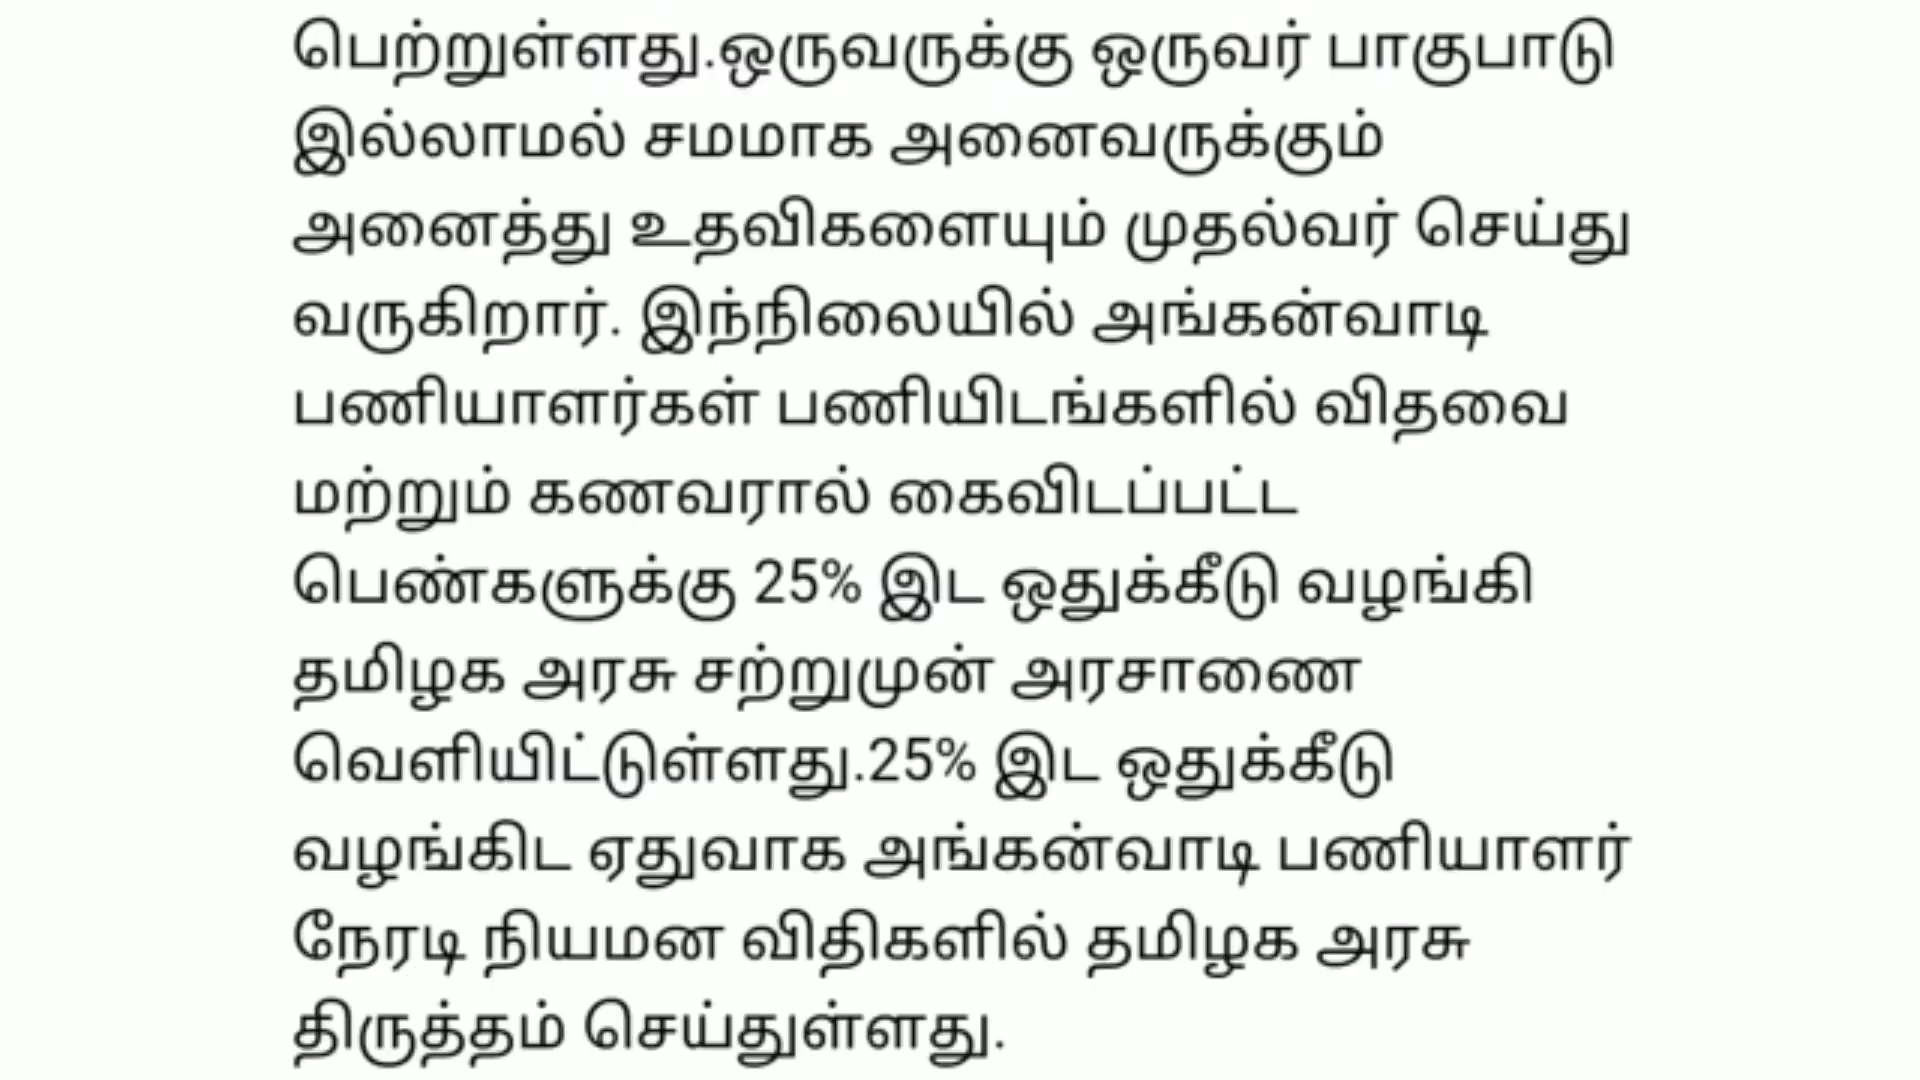 பெற்றுள்ளது.ஒருவருக்கு ஒருவர் பாகுபாடு
இல்லாமல் சமமாக அனைவருக்கும்
அனைத்து உதவிகளையும் முதல்வர் செய்து
வருகிறார். இந்நிலையில் அங்கன்வாடி
பணியாளர்கள் பணியிடங்களில் விதவை
மற்றும் கணவரால் கைவிடப்பட்ட
பெண்களுக்கு 25% இட ஒதுக்கீடு வழங்கி
தமிழக அரசு சற்றுமுன் அரசாணை
வெளியிட்டுள்ளது.25% இட ஒதுக்கீடு
வழங்கிட ஏதுவாக அங்கன்வாடி பணியாளர்
நேரடி நியமன விதிகளில் தமிழக அரசு
திருத்தம் செய்துள்ளது.